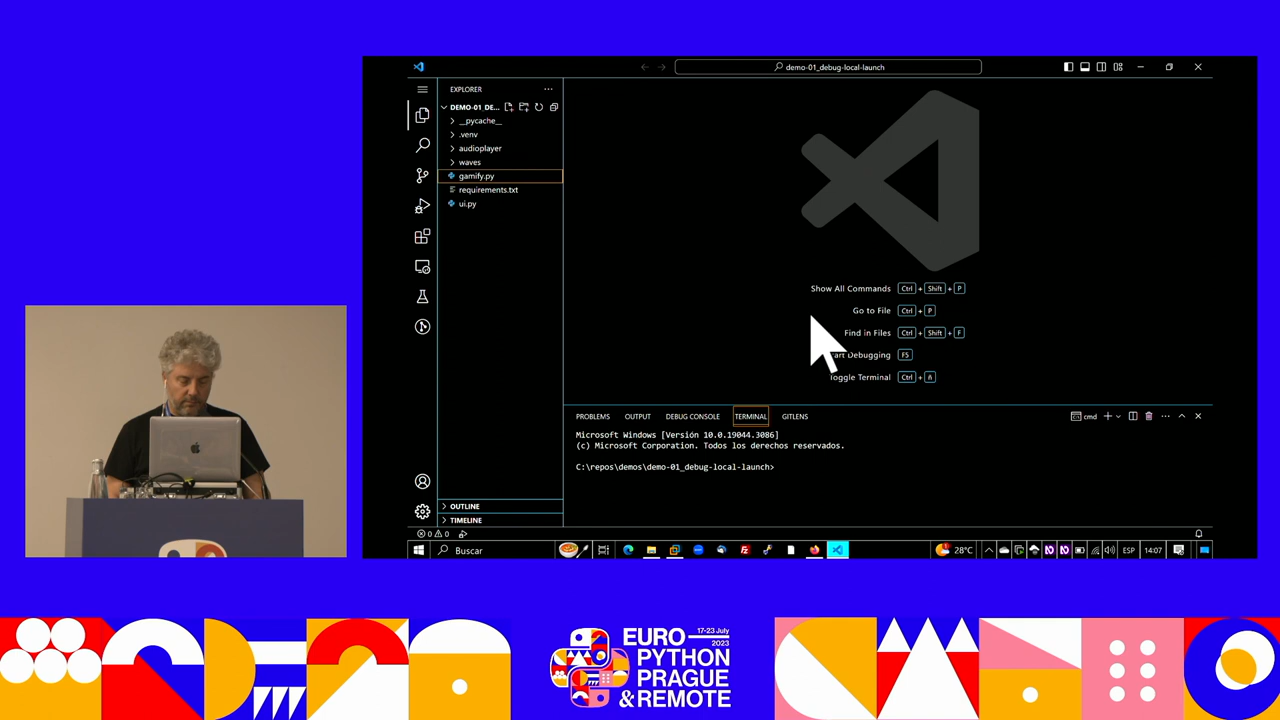 demo-01_debug-local-launch
EXPLORER
DEMO-01_DE...
__pycache__
.venv
audioplayer
waves
gamify.py
requirements.txt
ui.py
OUTLINE
TIMELINE
Show All Commands Ctrl + Shift + P
Go to File Ctrl + P
Find in Files Ctrl + Shift + F
art Debugging F5
Toggle Terminal Ctrl + ñ
PROBLEMS OUTPUT DEBUG CONSOLE TERMINAL GITLENS
cmd
Microsoft Windows [Versión 10.0.19044.3086]
(c) Microsoft Corporation. Todos los derechos reservados.
C:\repos\demos\demo-01_debug-local-launch>
0 0
Buscar
28°C
ESP
14:07
EURO 17-23 July
2023
PYTHON
PRAGUE
& REMOTE